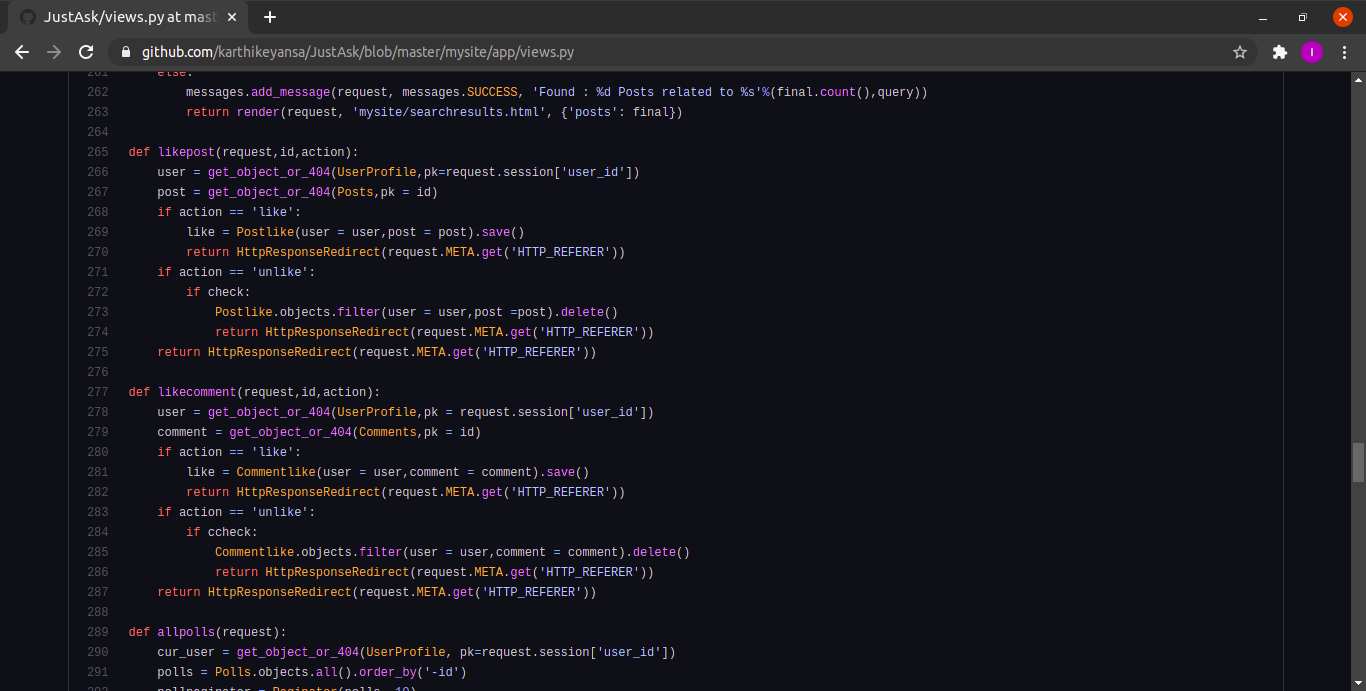 JustAsk/views.py at mast
github.com/karthikeyansa/JustAsk/blob/master/mysite/app/views.py
I
261 else:
262 messages.add_message(request, messages.SUCCESS, 'Found : %d Posts related to %s'%(final.count(),query))
263 return render(request, 'mysite/searchresults.html', {'posts': final})
264
265 def likepost(request,id,action):
266 user = get_object_or_404(UserProfile,pk=request.session['user_id'])
267 post = get_object_or_404(Posts,pk = id)
268 if action == 'like':
269 like = Postlike(user = user,post = post).save()
270 return HttpResponseRedirect(request.META.get('HTTP_REFERER'))
271 if action == 'unlike':
272 if check:
273 Postlike.objects.filter(user = user,post =post).delete()
274 return HttpResponseRedirect(request.META.get('HTTP_REFERER'))
275 return HttpResponseRedirect(request.META.get('HTTP_REFERER'))
276
277 def likecomment(request,id,action):
278 user = get_object_or_404(UserProfile,pk = request.session['user_id'])
279 comment = get_object_or_404(Comments,pk = id)
280 if action == 'like':
281 like = Commentlike(user = user,comment = comment).save()
282 return HttpResponseRedirect(request.META.get('HTTP_REFERER'))
283 if action == 'unlike':
284 if ccheck:
285 Commentlike.objects.filter(user = user,comment = comment).delete()
286 return HttpResponseRedirect(request.META.get('HTTP_REFERER'))
287 return HttpResponseRedirect(request.META.get('HTTP_REFERER'))
288
289 def allpolls(request):
290 cur_user = get_object_or_404(UserProfile, pk=request.session['user_id'])
291 polls = Polls.objects.all().order_by('-id')
292 pollpaginator = Paginator(polls, 10)